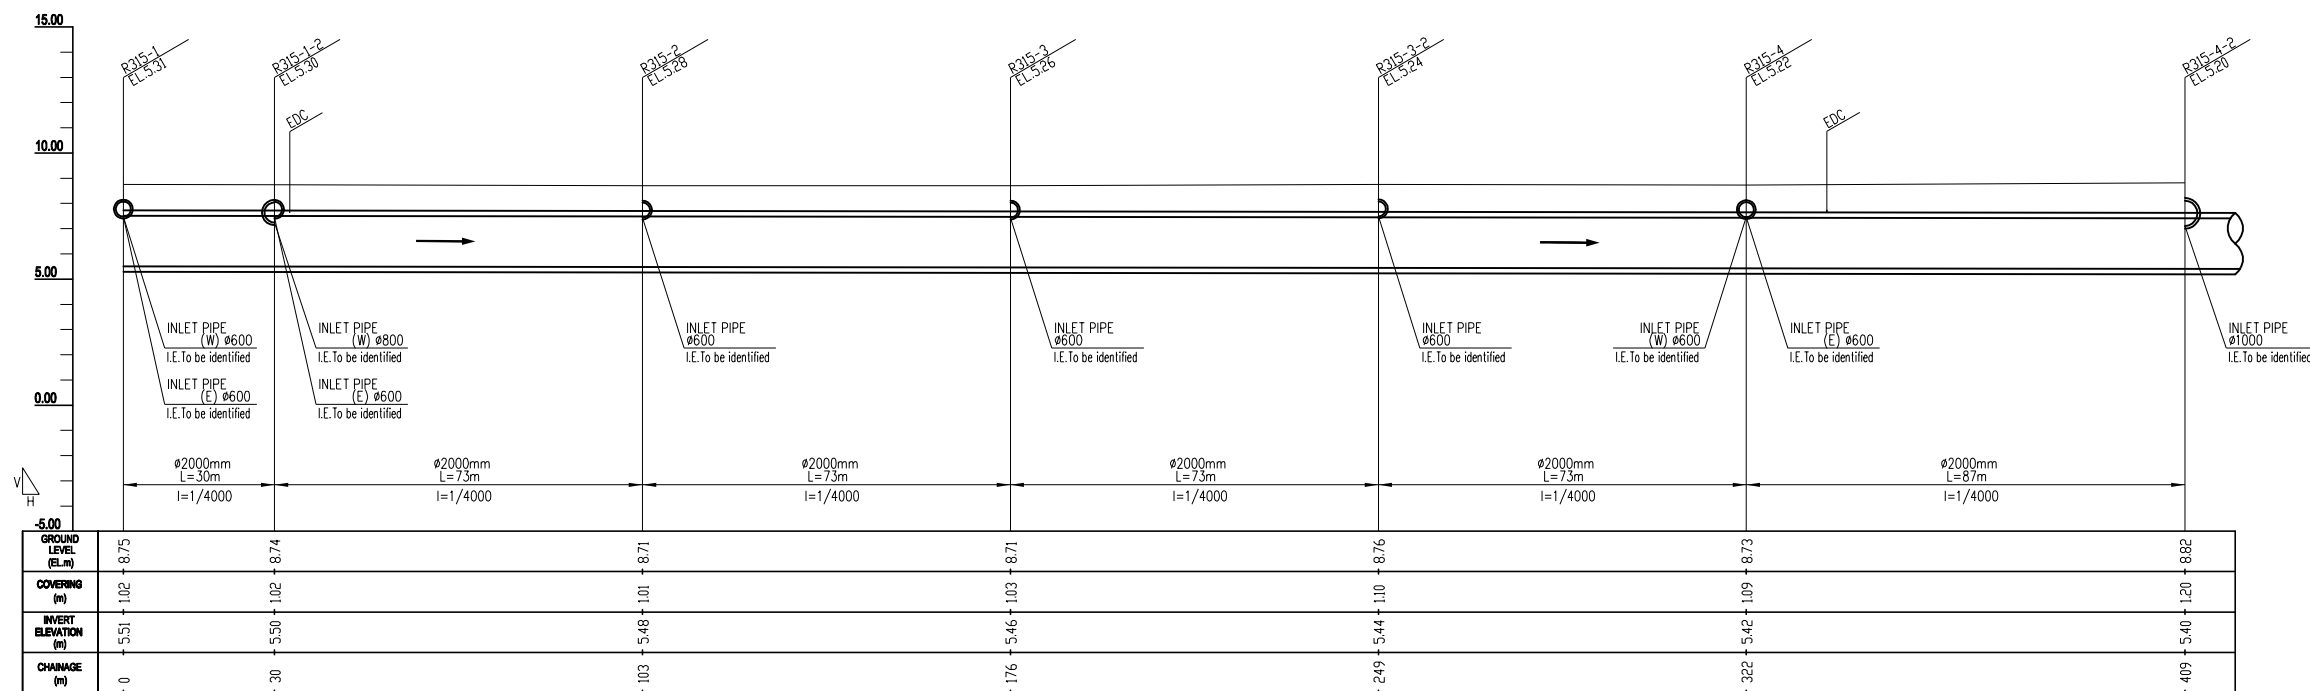 15.00
10.00
5.00
0.00
-5.00
R315-1
EL.5.31
R315-1-2
EL.5.30
R315-2
EL.5.28
R315-3
EL.5.26
R315-3-2
EL.5.24
R315-4
EL.5.22
R315-4-2
EL.5.20
EDC
EDC
INLET PIPE
(W) ø600
I.E.To be identified
INLET PIPE
(E) ø600
I.E.To be identified
INLET PIPE
(W) ø800
I.E.To be identified
INLET PIPE
(E) ø600
I.E.To be identified
INLET PIPE
ø600
I.E.To be identified
INLET PIPE
ø600
I.E.To be identified
INLET PIPE
ø600
I.E.To be identified
INLET PIPE
(W) ø600
I.E.To be identified
INLET PIPE
(E) ø600
I.E.To be identified
INLET PIPE
ø1000
I.E.To be identified
V
H
ø2000mm
L=30m
I=1/4000
ø2000mm
L=73m
I=1/4000
ø2000mm
L=73m
I=1/4000
ø2000mm
L=73m
I=1/4000
ø2000mm
L=73m
I=1/4000
ø2000mm
L=87m
I=1/4000
GROUND
LEVEL
(EL.m)
8.75 8.74 8.71 8.71 8.76 8.73 8.82
COVERING
(m)
1.02 1.02 1.01 1.03 1.10 1.09 1.20
INVERT
ELEVATION
(m)
5.51 5.50 5.48 5.46 5.44 5.42 5.40
CHAINAGE
(m)
0 30 103 176 249 322 409